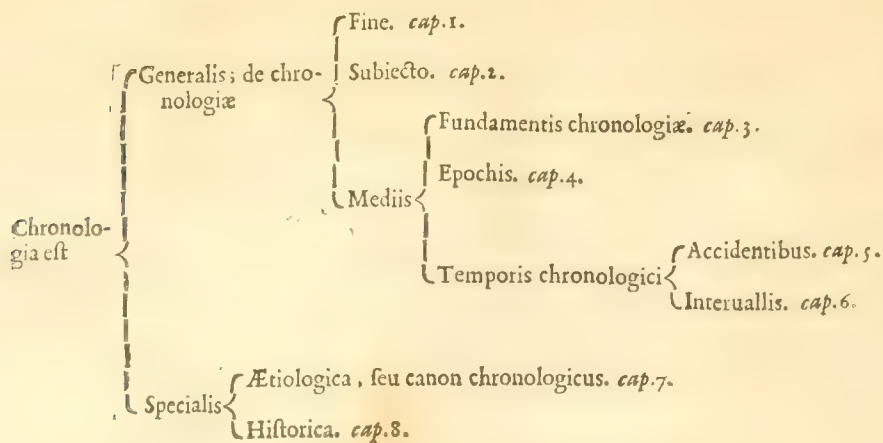 Fine. cap.1.
Generalis; de chro-
nologiæ
Subiecto. cap.2.
Fundamentis chronologiæ. cap.3.
Epochis. cap.4.
Mediis
Chronolo-
gia eſt
Accidentibus. cap.5.
Temporis chronologici
Interuallis. cap.6.
Ætiologica, ſeu canon chronologicus. cap.7.
Specialis
Hiſtorica. cap.8.